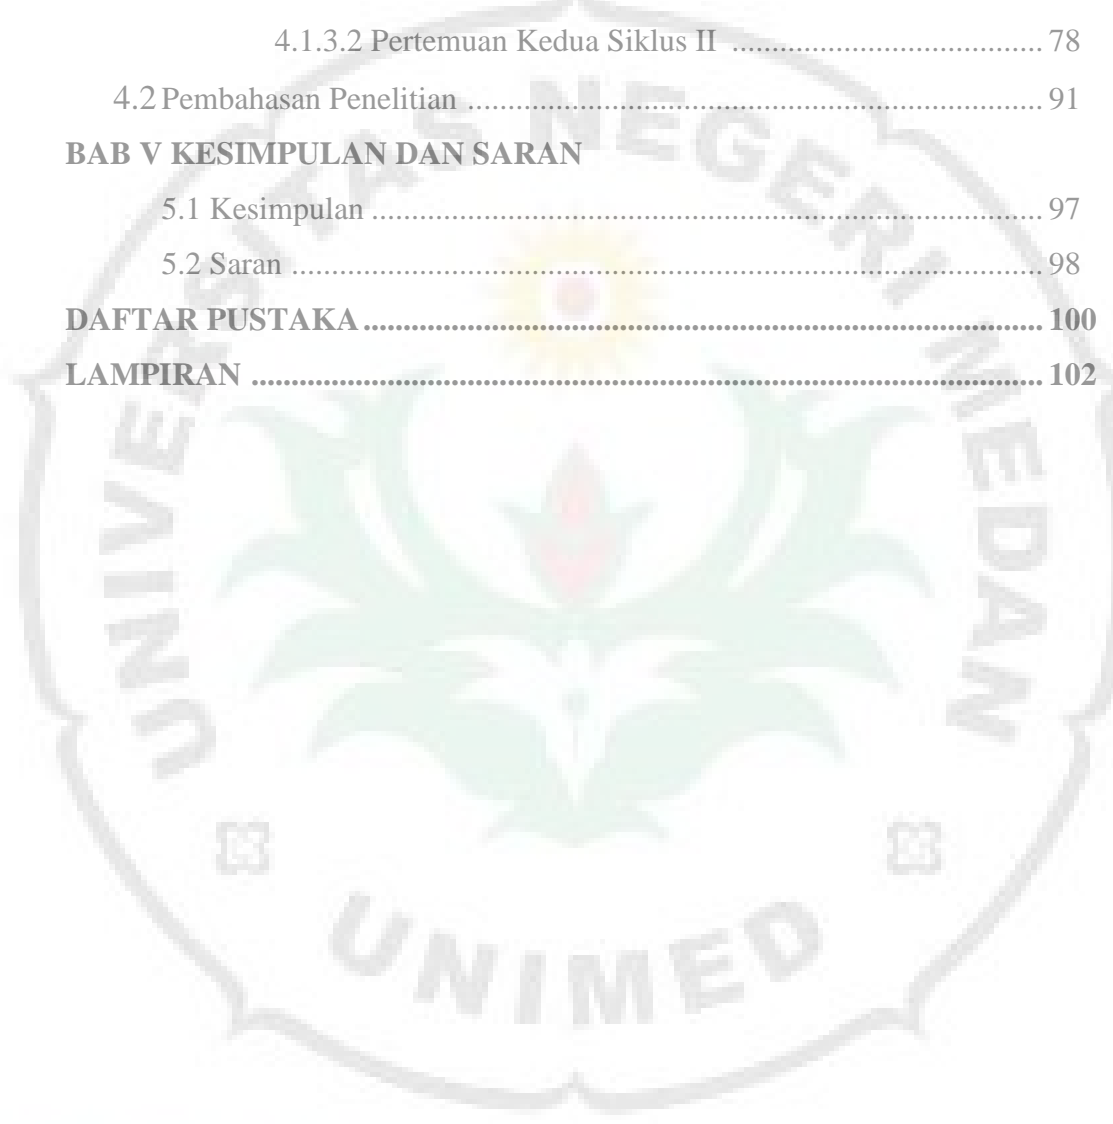 4.1.3.2 Pertemuan Kedua Siklus II ....................................... 78
4.2 Pembahasan Penelitian ........................................................................ 91
BAB V KESIMPULAN DAN SARAN
5.1 Kesimpulan .................................................................................... 97
5.2 Saran .............................................................................................. 98
DAFTAR PUSTAKA ..................................................................................... 100
LAMPIRAN ................................................................................................... 102
UNIVERSITAS NEGERI MEDAN
UNIMED